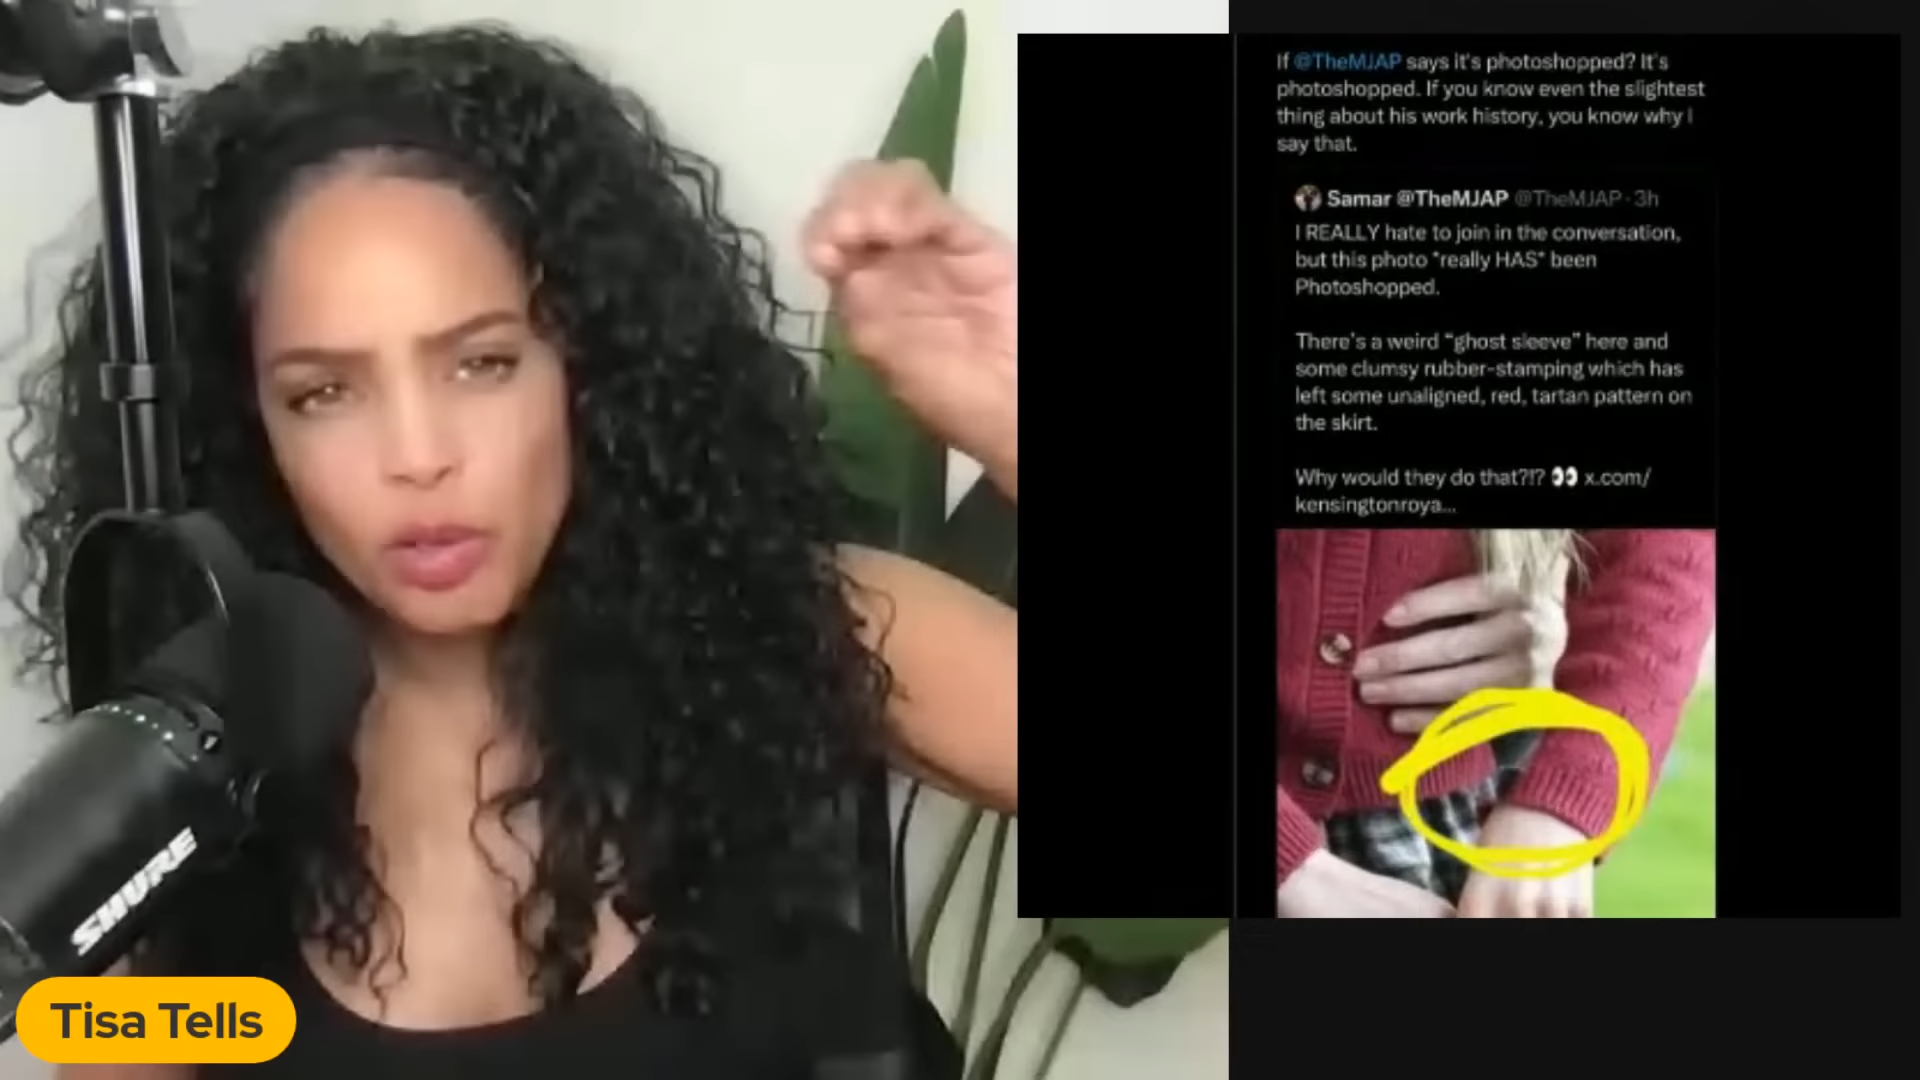 If @TheMJAP says it's photoshopped? It's
photoshopped. If you know even the slightest
thing about his work history, you know why I
say that.
Samar @TheMJAP @TheMJAP · 3h
I REALLY hate to join in the conversation,
but this photo *really HAS* been
Photoshopped.
There's a weird “ghost sleeve” here and
some clumsy rubber-stamping which has
left some unaligned, red, tartan pattern on
the skirt.
Why would they do that?!? 👀 x.com/
kensingtonroya...
SHURE
Tisa Tells